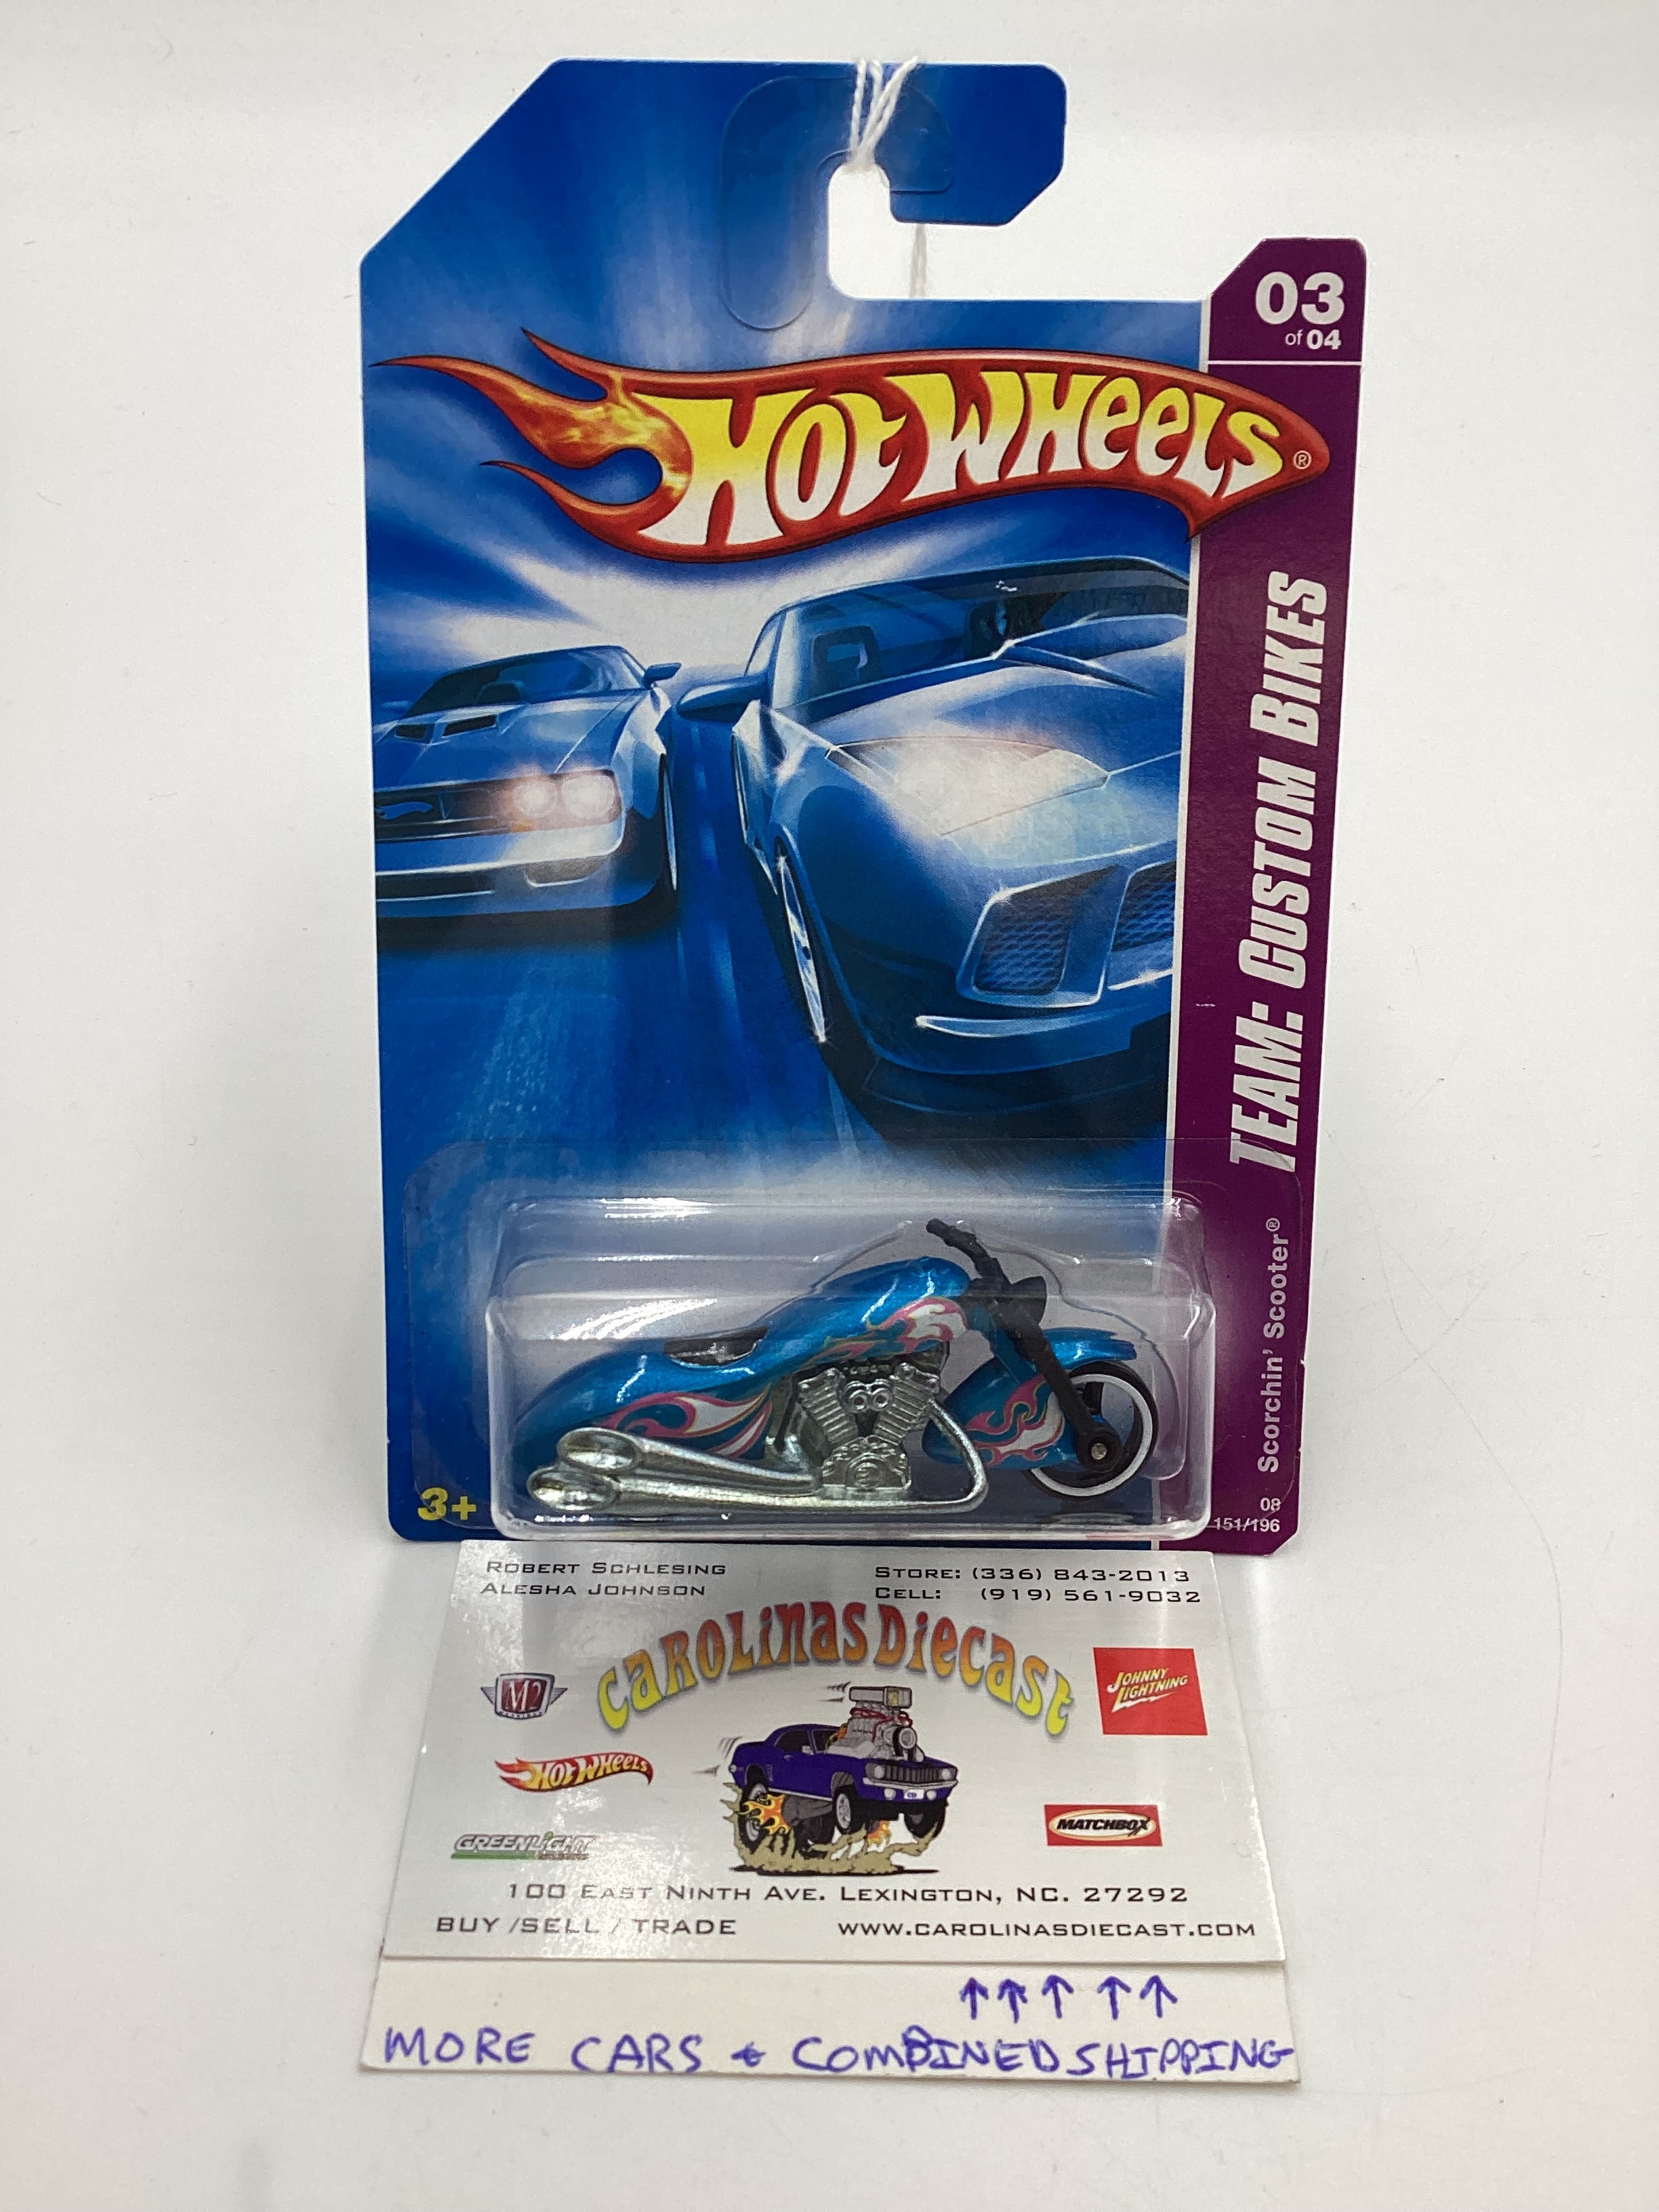 03
of 04
HOT WHEELS®
TEAM: CUSTOM BIKES
Scorchin' Scooter®
3+
08
151/196
ROBERT SCHLESING
ALESHA JOHNSON
STORE: (336) 843-2013
CELL: (919) 561-9032
CAROLINAS DIECAST
M2
JOHNNY LIGHTNING
HOT WHEELS
GREENLIGHT
MATCHBOX
100 EAST NINTH AVE. LEXINGTON, NC. 27292
BUY /SELL / TRADE
WWW.CAROLINASDIECAST.COM
↑↑↑ ↑↑
MORE CARS + COMBINED SHIPPING